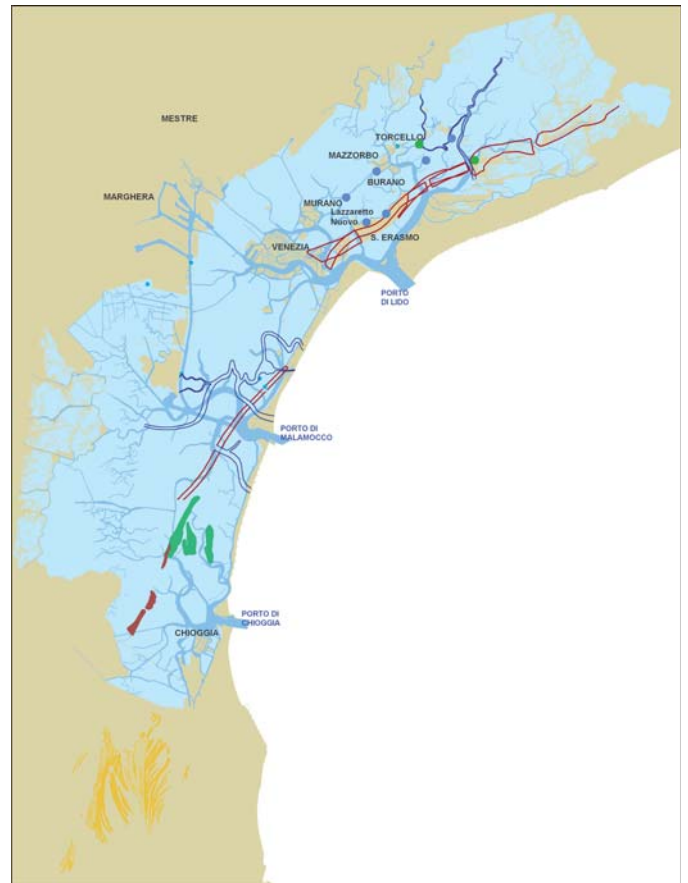 MESTRE
TORCELLO
MAZZORBO
MARGHERA
BURANO
MURANO
Lazzaretto
Nuovo
S. ERASMO
VENEZIA
PORTO
DI LIDO
PORTO DI
MALAMOCCO
PORTO DI
CHIOGGIA
CHIOGGIA